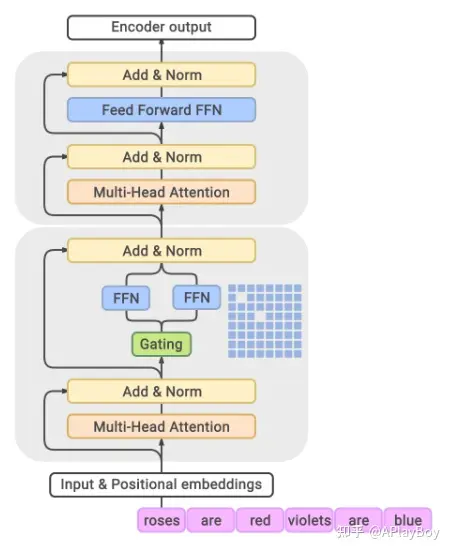 Encoder output
Add & Norm
Feed Forward FFN
Add & Norm
Multi-Head Attention
Add & Norm
FFN FFN
Gating
Add & Norm
Multi-Head Attention
Input & Positional embeddings
roses are red violets are blue
知乎 @APlayBoy